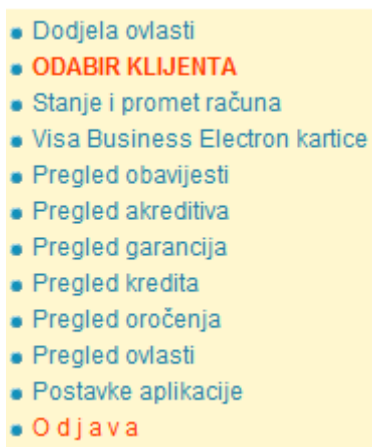 Dodjela ovlasti
ODABIR KLIJENTA
Stanje i promet računa
Visa Business Electron kartice
Pregled obavijesti
Pregled akreditiva
Pregled garancija
Pregled kredita
Pregled oročenja
Pregled ovlasti
Postavke aplikacije
O d j a v a